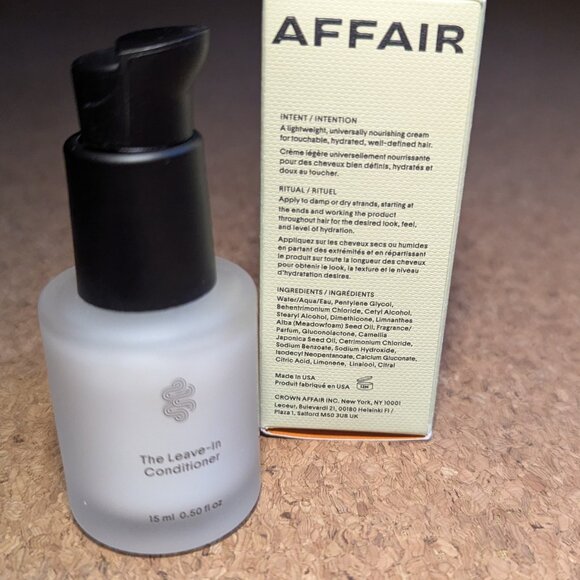 AFFAIR
INTENT / INTENTION
A lightweight, universally nourishing cream
for touchable, hydrated, well-defined hair.
Crème légère universellement nourrissante
pour des cheveux bien définis, hydratés et
doux au toucher.
RITUAL / RITUEL
Apply to damp or dry strands, starting at
the ends and working the product
throughout hair for the desired look, feel,
and level of hydration.
Appliquez sur les cheveux secs ou humides
en partant des extrémités et en répartissant
le produit sur toute la longueur des cheveux
pour obtenir le look, la texture et le niveau
d'hydratation desires.
INGREDIENTS / INGRÉDIENTS
Water/Aqua/Eau, Pentylene Glycol,
Behentrimonium Chloride, Cetyl Alcohol,
Stearyl Alcohol, Dimethicone, Limnanthes
Alba (Meadowfoam) Seed Oil, Fragrance/
Parfum, Gluconolactone, Camellia
Japonica Seed Oil, Cetrimonium Chloride,
Sodium Benzoate, Sodium Hydroxide,
Isodecyl Neopentanoate, Calcium Gluconate,
Citric Acid, Limonene, Linalool, Citral
Made in USA
Produit fabriqué en USA
12M
CROWN AFFAIR INC. New York, NY 10001
Leceur, Bulevardi 21, 00180 Helsinki FI /
Plaza 1, Salford M50 3UB UK
The Leave-In
Conditioner
15 ml 0.50 fl oz